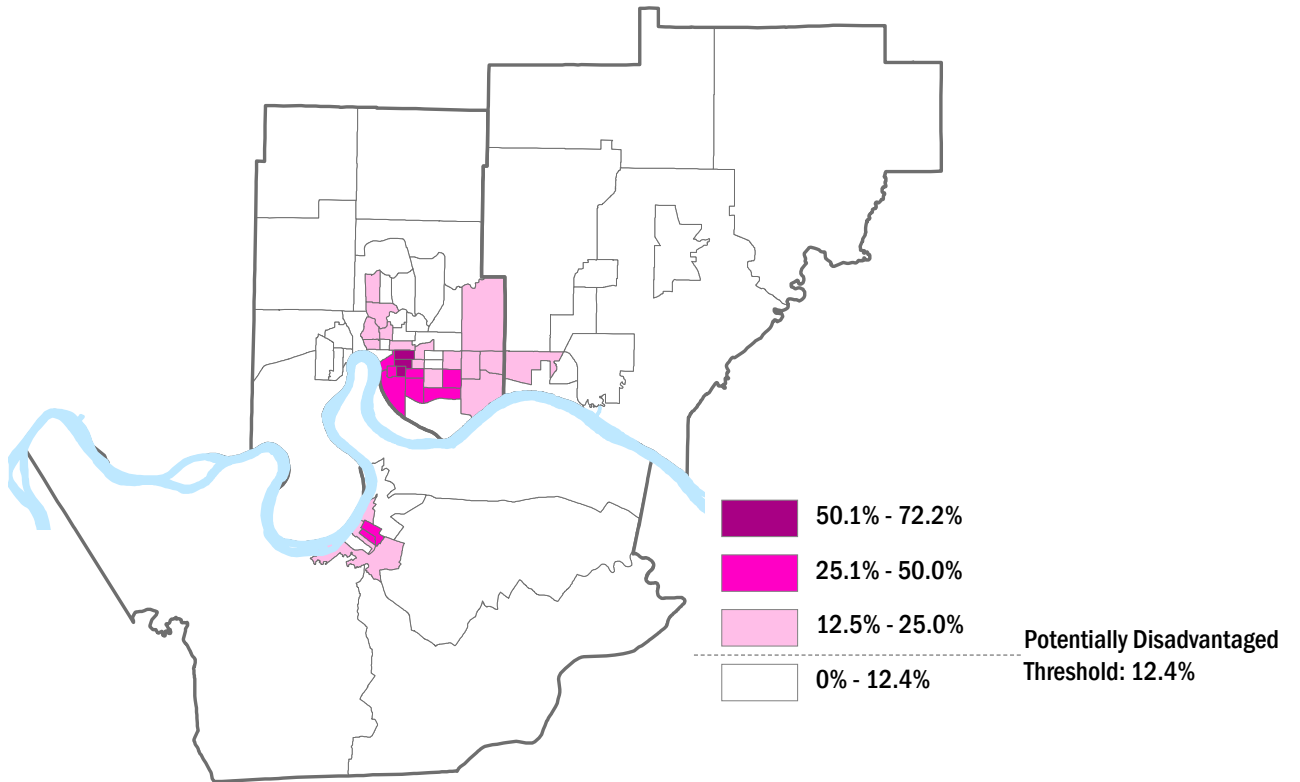 50.1% - 72.2%
25.1% - 50.0%
12.5% - 25.0%
Potentially Disadvantaged
Threshold: 12.4%
0% - 12.4%